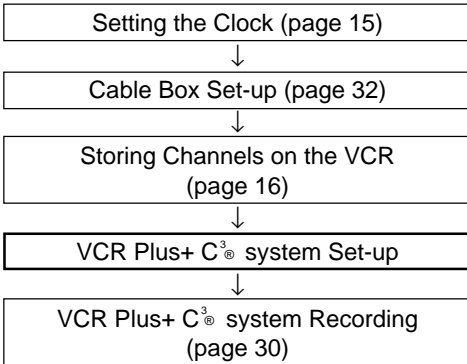 Setting the Clock (page 15)
↓
Cable Box Set-up (page 32)
↓
Storing Channels on the VCR
(page 16)
↓
VCR Plus+ C³® system Set-up
↓
VCR Plus+ C³® system Recording
(page 30)